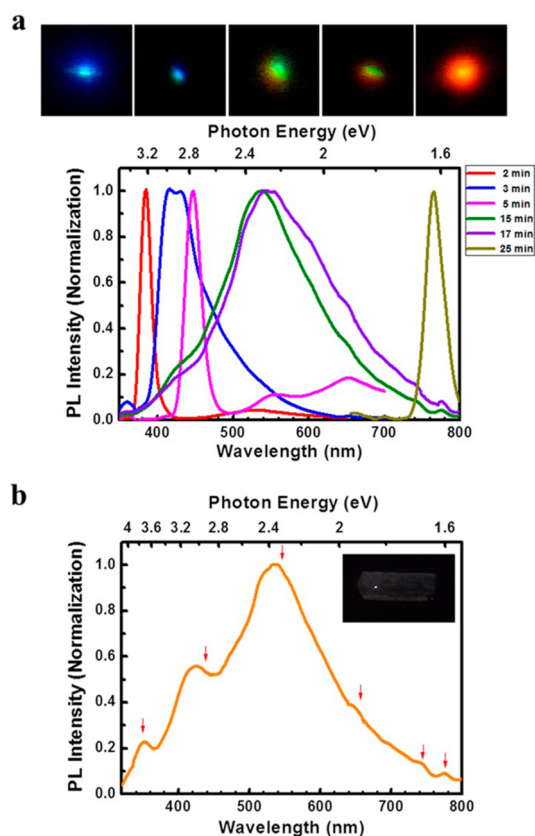 a
Photon Energy (eV)
3.2 2.8 2.4 2 1.6
1.0
0.8
0.6
0.4
0.2
0.0
PL Intensity (Normalization)
2 min
3 min
5 min
15 min
17 min
25 min
400 500 600 700 800
Wavelength (nm)
b
Photon Energy (eV)
4 3.6 3.2 2.8 2.4 2 1.6
1.0
0.8
0.6
0.4
0.2
0.0
PL Intensity (Normalization)
400 500 600 700 800
Wavelength (nm)